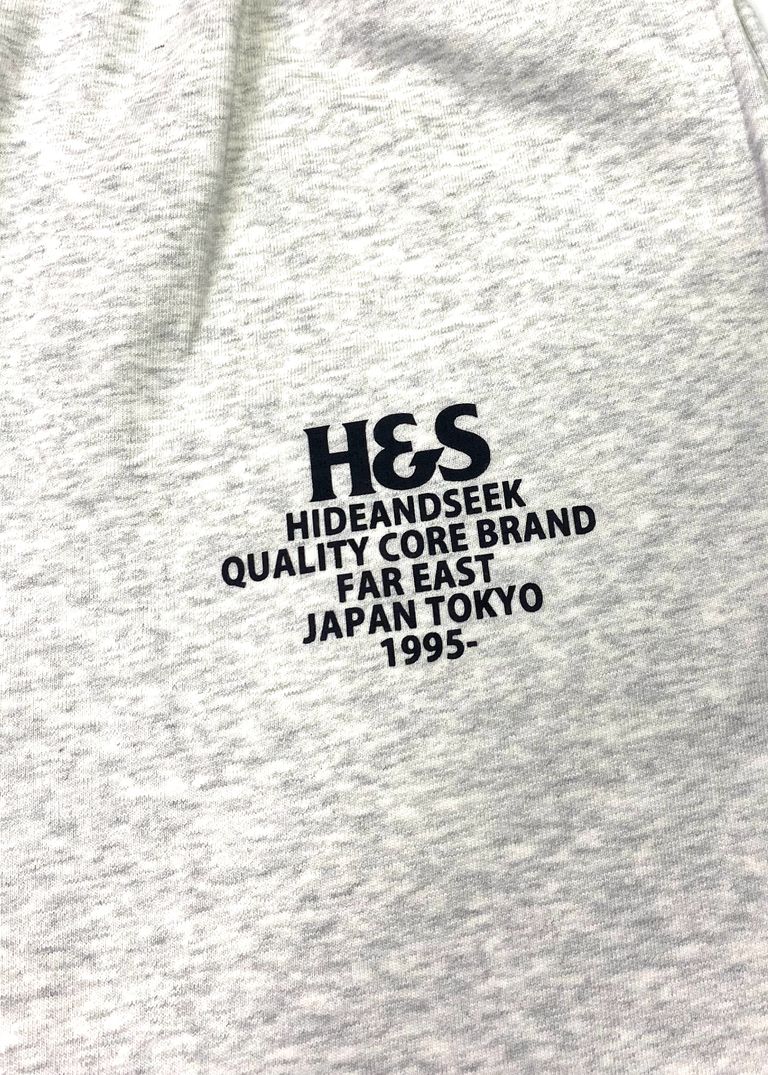 H&S
HIDEANDSEEK
QUALITY CORE BRAND
FAR EAST
JAPAN TOKYO
1995-